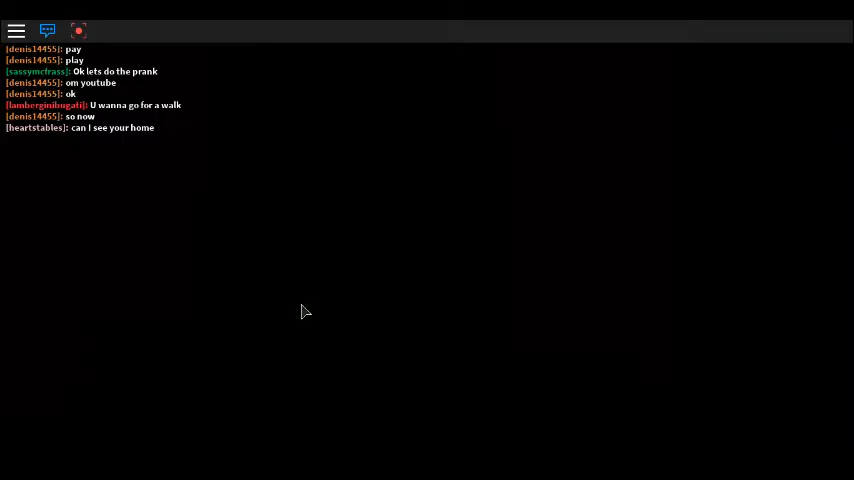 [denis14455]: pay
[denis14455]: play
[sassymcfrass]: Ok lets do the prank
[denis14455]: om youtube
[denis14455]: ok
[lamberginibugati]: U wanna go for a walk
[denis14455]: so now
[heartstables]: can I see your home